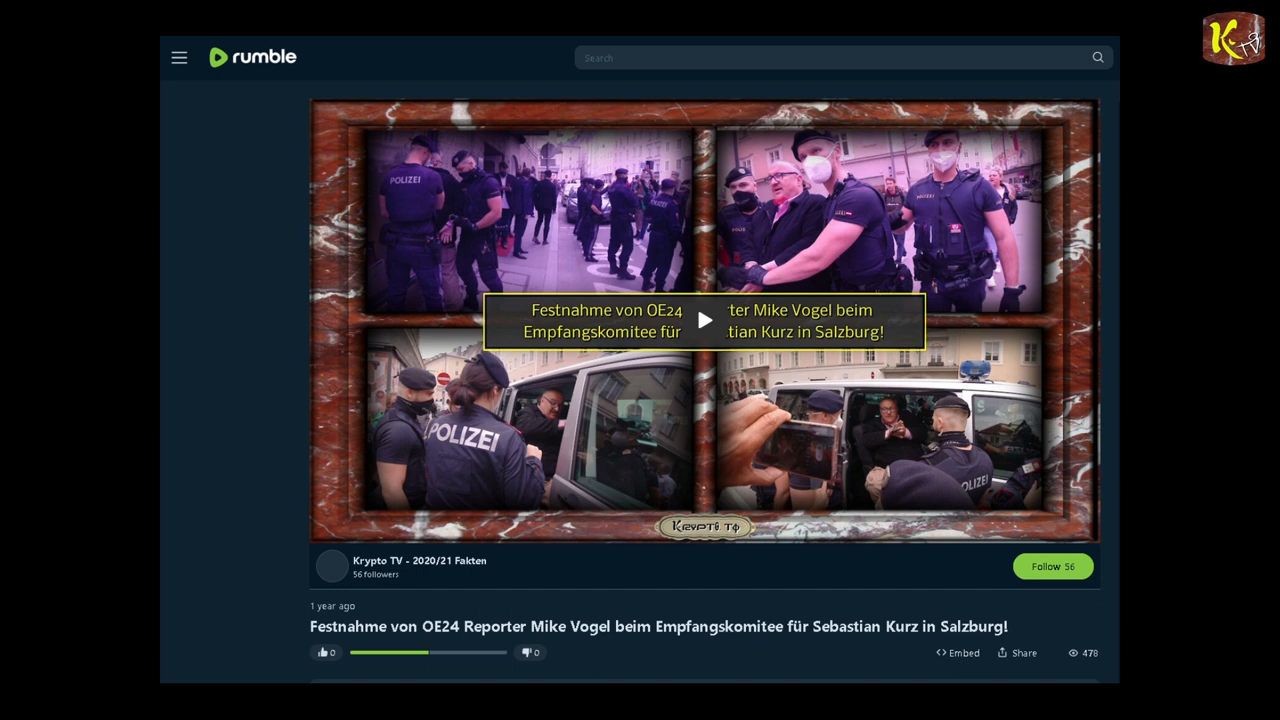 K TV
rumble
Search
POLIZEI
POLIZEI
Festnahme von OE24 rter Mike Vogel beim
Empfangskomitee für tian Kurz in Salzburg!
POLIZEI
Krypto TV - 2020/21 Fakten
56 followers
Follow 56
1 year ago
Festnahme von OE24 Reporter Mike Vogel beim Empfangskomitee für Sebastian Kurz in Salzburg!
0
0
Embed
Share
478